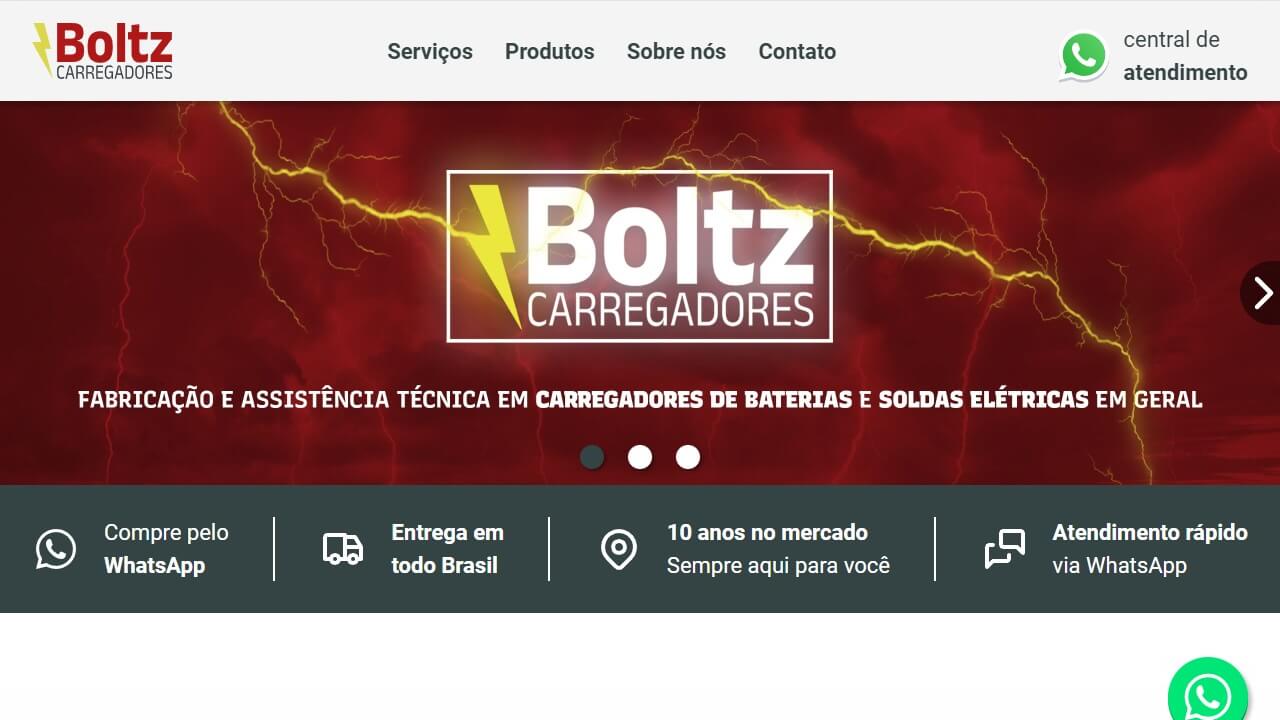 Boltz
CARREGADORES
Serviços
Produtos
Sobre nós
Contato
central de
atendimento
Boltz
CARREGADORES
FABRICAÇÃO E ASSISTÊNCIA TÉCNICA EM CARREGADORES DE BATERIAS E SOLDAS ELÉTRICAS EM GERAL
Compre pelo
WhatsApp
Entrega em
todo Brasil
10 anos no mercado
Sempre aqui para você
Atendimento rápido
via WhatsApp